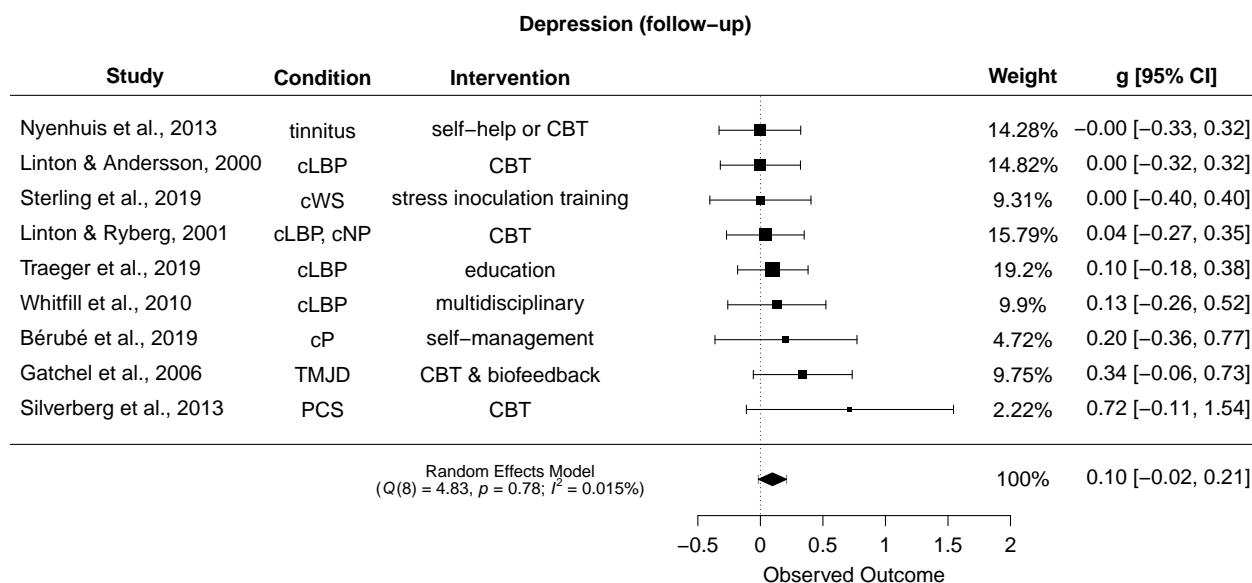 Depression (follow−up)
Study Condition Intervention Weight g [95% CI]
Nyenhuis et al., 2013 tinnitus self−help or CBT 14.28% −0.00 [−0.33, 0.32]
Linton & Andersson, 2000 cLBP CBT 14.82% 0.00 [−0.32, 0.32]
Sterling et al., 2019 cWS stress inoculation training 9.31% 0.00 [−0.40, 0.40]
Linton & Ryberg, 2001 cLBP, cNP CBT 15.79% 0.04 [−0.27, 0.35]
Traeger et al., 2019 cLBP education 19.2% 0.10 [−0.18, 0.38]
Whitfill et al., 2010 cLBP multidisciplinary 9.9% 0.13 [−0.26, 0.52]
Bérubé et al., 2019 cP self−management 4.72% 0.20 [−0.36, 0.77]
Gatchel et al., 2006 TMJD CBT & biofeedback 9.75% 0.34 [−0.06, 0.73]
Silverberg et al., 2013 PCS CBT 2.22% 0.72 [−0.11, 1.54]
Random Effects Model
(Q(8) = 4.83, p = 0.78; I² = 0.015%) 100% 0.10 [−0.02, 0.21]
−0.5 0 0.5 1 1.5 2
Observed Outcome